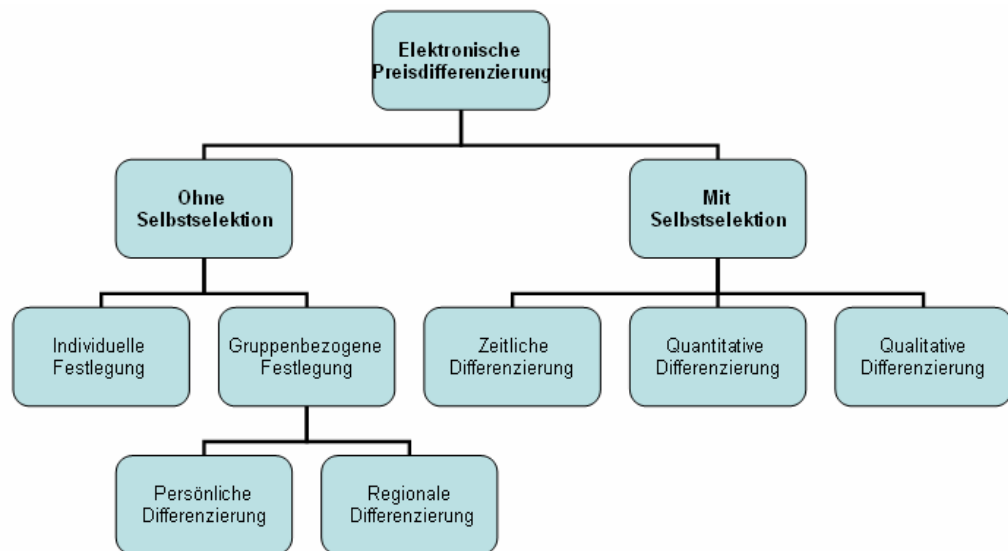 Elektronische
Preisdifferenzierung
Ohne
Selbstselektion
Mit
Selbstselektion
Individuelle
Festlegung
Gruppenbezogene
Festlegung
Zeitliche
Differenzierung
Quantitative
Differenzierung
Qualitative
Differenzierung
Persönliche
Differenzierung
Regionale
Differenzierung